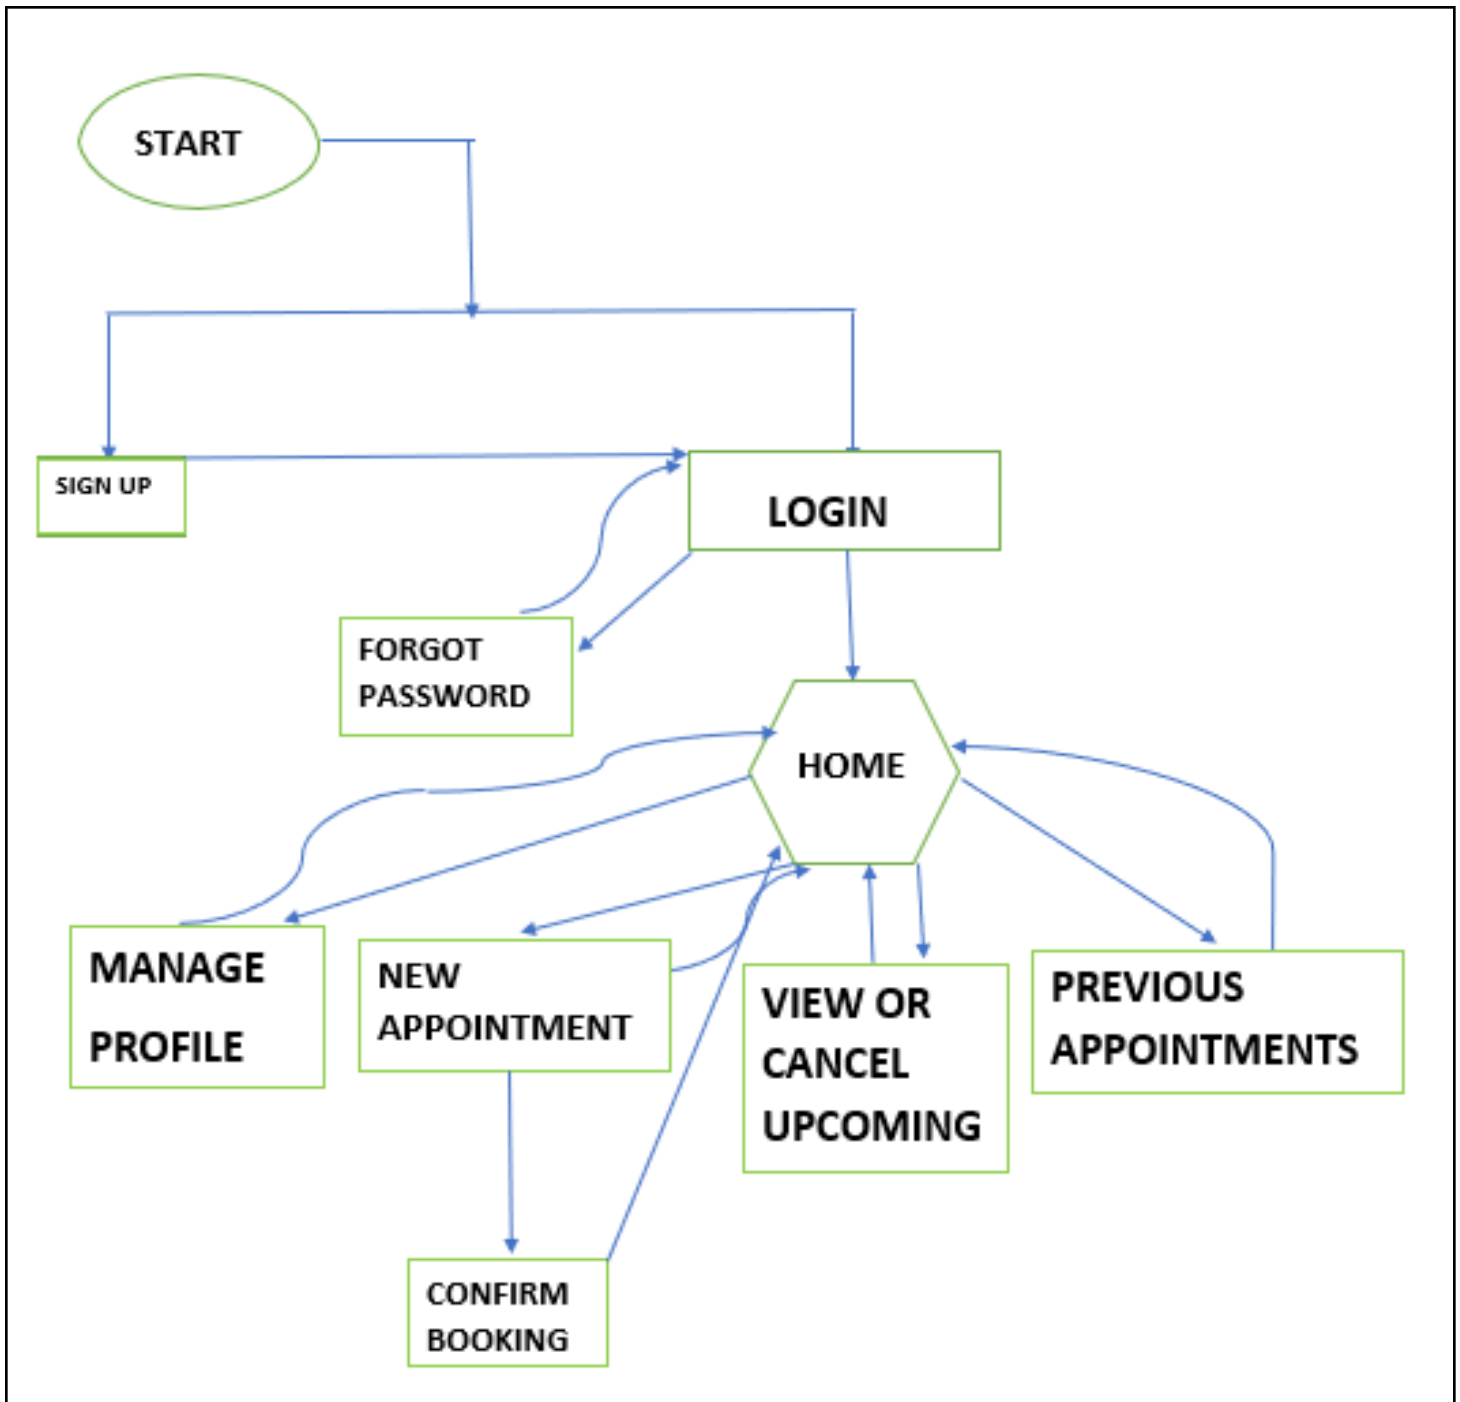 START
SIGN UP
LOGIN
FORGOT
PASSWORD
HOME
MANAGE
PROFILE
NEW
APPOINTMENT
VIEW OR
CANCEL
UPCOMING
PREVIOUS
APPOINTMENTS
CONFIRM
BOOKING